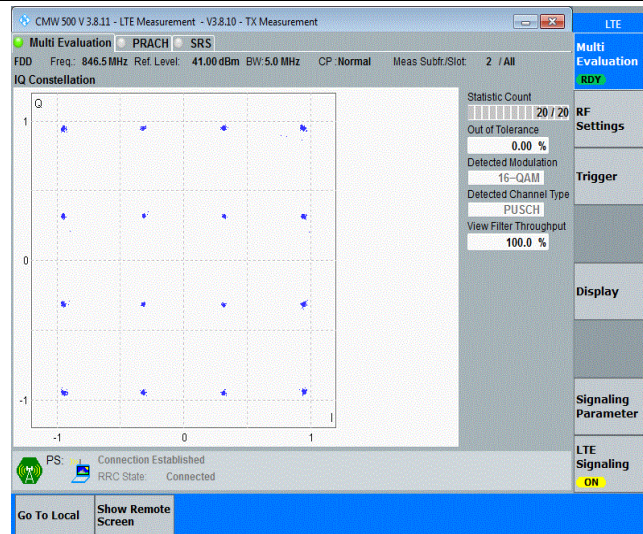 CMW 500 V 3.8.11 - LTE Measurement - V3.8.10 - TX Measurement
LTE
Multi Evaluation PRACH SRS
FDD Freq.: 846.5 MHz Ref. Level: 41.00 dBm BW: 5.0 MHz CP : Normal Meas Subfr./Slot: 2 / All
IQ Constellation
Q
1
0
-1
-1 0 1
I
Statistic Count
20 / 20
Out of Tolerance
0.00 %
Detected Modulation
16-QAM
Detected Channel Type
PUSCH
View Filter Throughput
100.0 %
Multi
Evaluation
RDY
RF
Settings
Trigger
Display
Signaling
Parameter
LTE
Signaling
ON
PS: Connection Established
RRC State: Connected
Go To Local
Show Remote
Screen